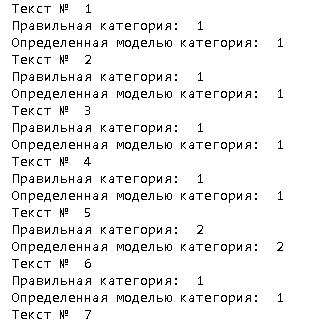 Текст №  1
Правильная категория:  1
Определенная моделью категория:  1
Текст №  2
Правильная категория:  1
Определенная моделью категория:  1
Текст №  3
Правильная категория:  1
Определенная моделью категория:  1
Текст №  4
Правильная категория:  1
Определенная моделью категория:  1
Текст №  5
Правильная категория:  2
Определенная моделью категория:  2
Текст №  6
Правильная категория:  1
Определенная моделью категория:  1
Текст №  7